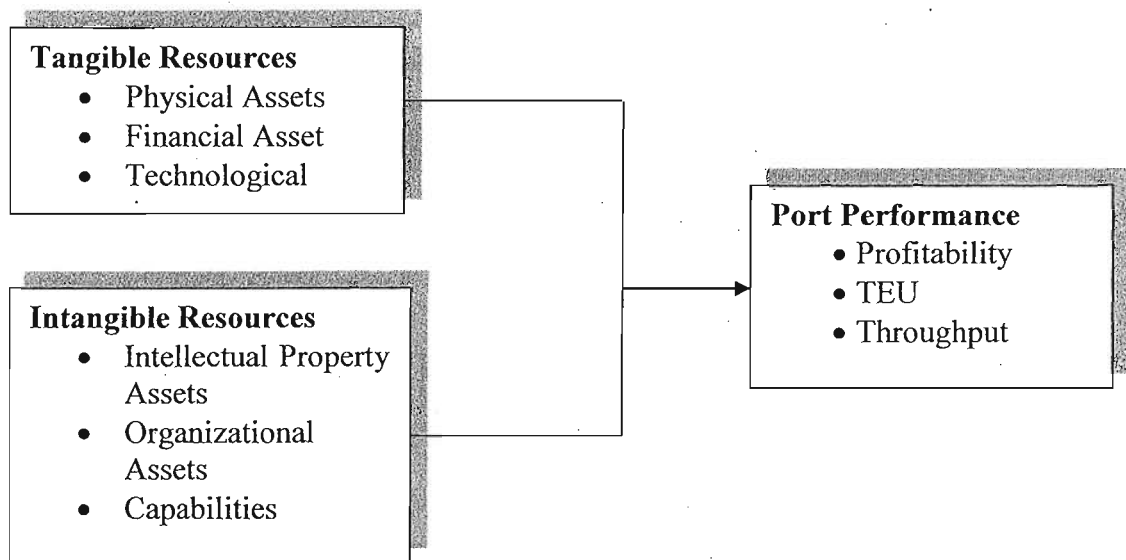 Tangible Resources
• Physical Assets
• Financial Asset
• Technological
Intangible Resources
• Intellectual Property
Assets
• Organizational
Assets
• Capabilities
Port Performance
• Profitability
• TEU
• Throughput